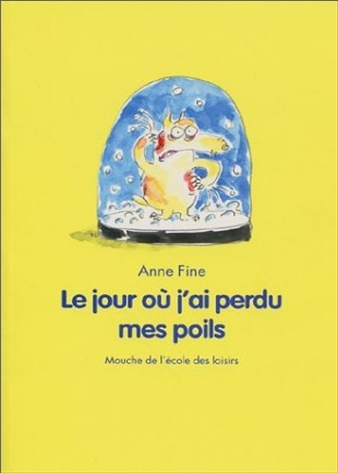 Anne Fine
Le jour où j'ai perdu
mes poils
Mouche de l'école des loisirs